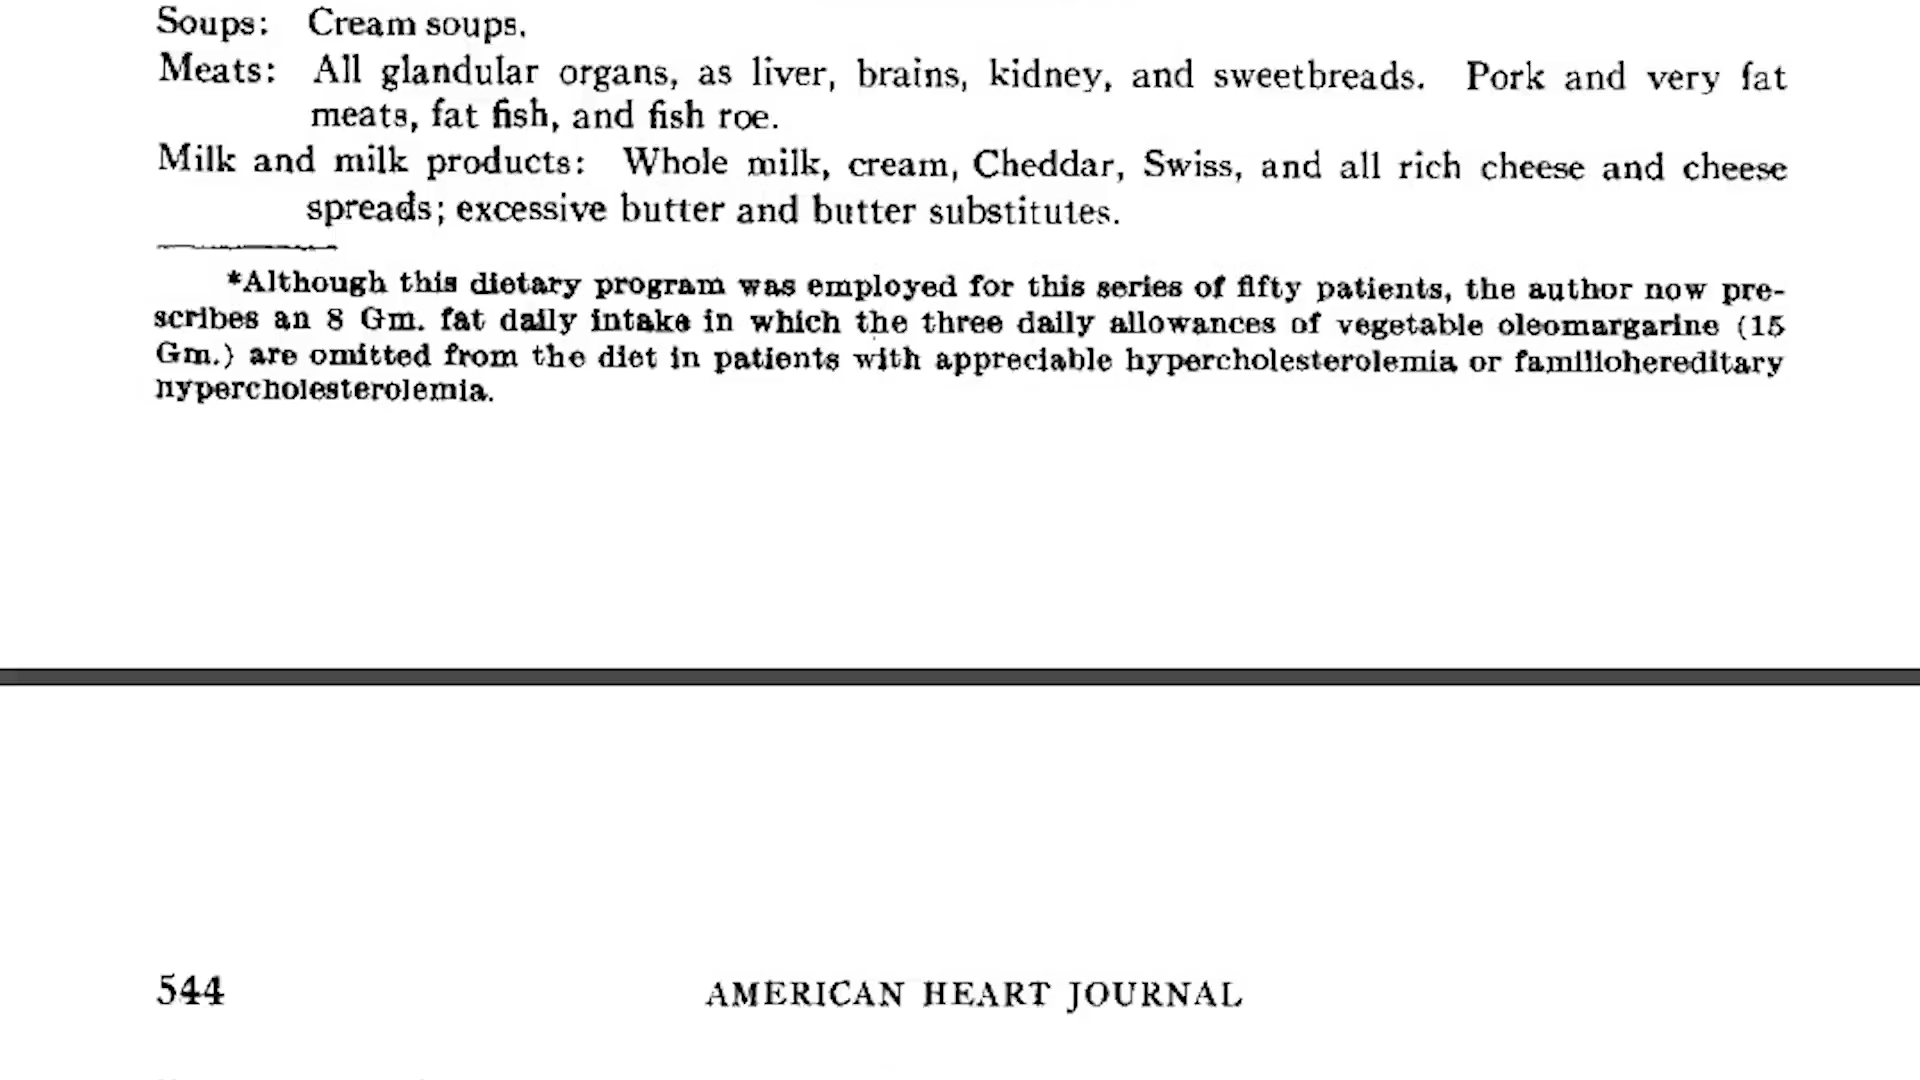 Soups: Cream soups.
Meats: All glandular organs, as liver, brains, kidney, and sweetbreads. Pork and very fat
meats, fat fish, and fish roe.
Milk and milk products: Whole milk, cream, Cheddar, Swiss, and all rich cheese and cheese
spreads; excessive butter and butter substitutes.
*Although this dietary program was employed for this series of fifty patients, the author now pre-
scribes an 8 Gm. fat daily intake in which the three daily allowances of vegetable oleomargarine (15
Gm.) are omitted from the diet in patients with appreciable hypercholesterolemia or familiohereditary
hypercholesterolemia.
544 AMERICAN HEART JOURNAL